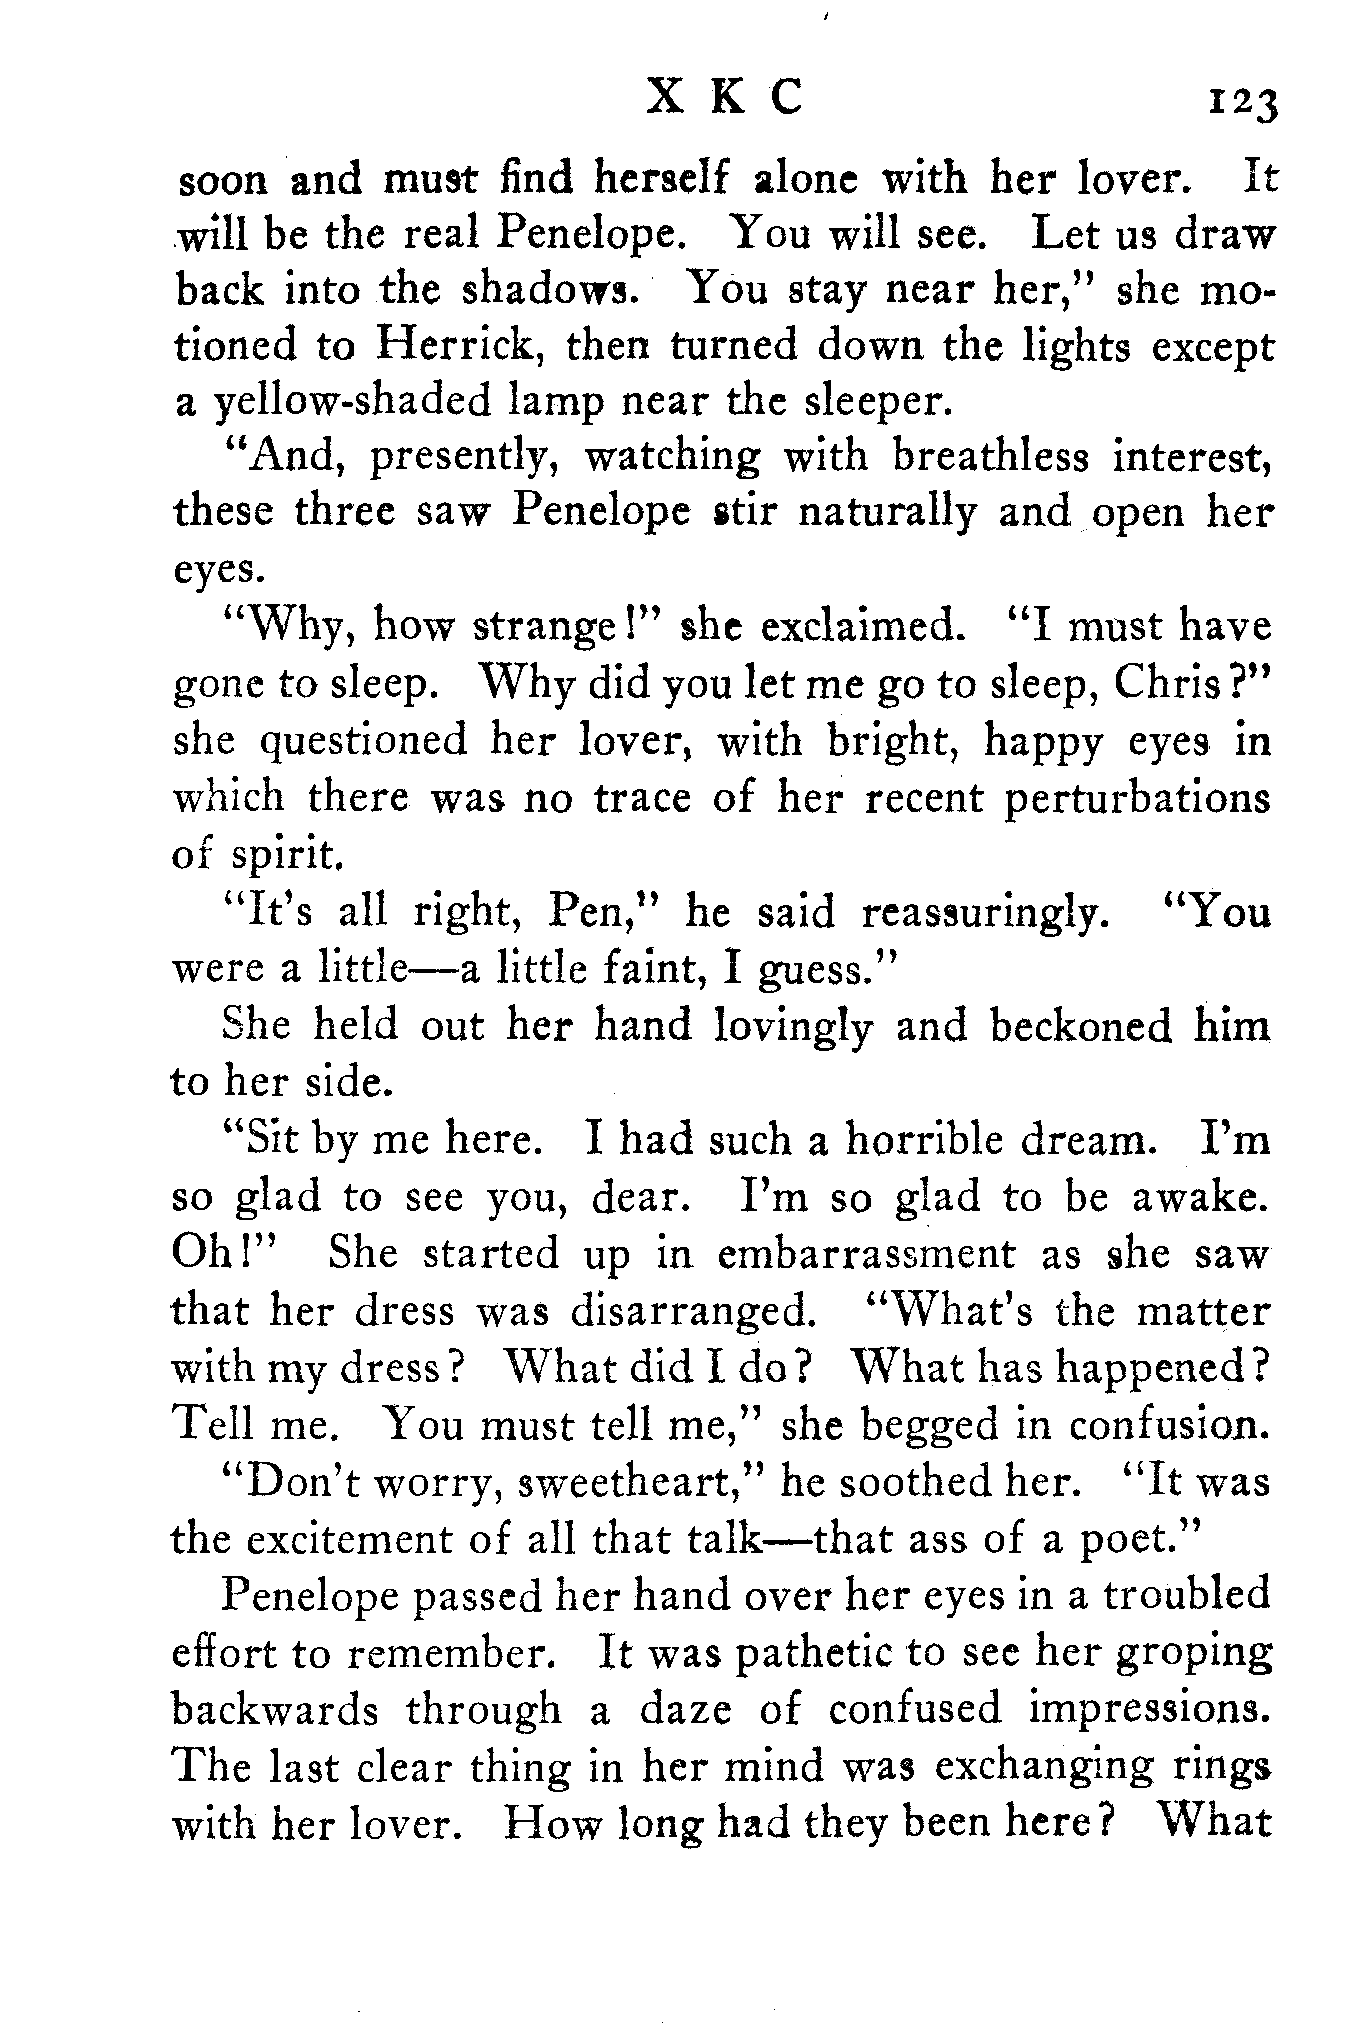 X K C 123
soon and must find herself alone with her lover. It
will be the real Penelope. You will see. Let us draw
back into the shadows. You stay near her,” she mo-
tioned to Herrick, then turned down the lights except
a yellow-shaded lamp near the sleeper.
“And, presently, watching with breathless interest,
these three saw Penelope stir naturally and open her
eyes.
“Why, how strange!” she exclaimed. “I must have
gone to sleep. Why did you let me go to sleep, Chris?”
she questioned her lover, with bright, happy eyes in
which there was no trace of her recent perturbations
of spirit.
“It's all right, Pen,” he said reassuringly. “You
were a little—a little faint, I guess.”
She held out her hand lovingly and beckoned him
to her side.
“Sit by me here. I had such a horrible dream. I'm
so glad to see you, dear. I'm so glad to be awake.
Oh!” She started up in embarrassment as she saw
that her dress was disarranged. “What's the matter
with my dress? What did I do? What has happened?
Tell me. You must tell me,” she begged in confusion.
“Don't worry, sweetheart,” he soothed her. “It was
the excitement of all that talk—that ass of a poet.”
Penelope passed her hand over her eyes in a troubled
effort to remember. It was pathetic to see her groping
backwards through a daze of confused impressions.
The last clear thing in her mind was exchanging rings
with her lover. How long had they been here? What